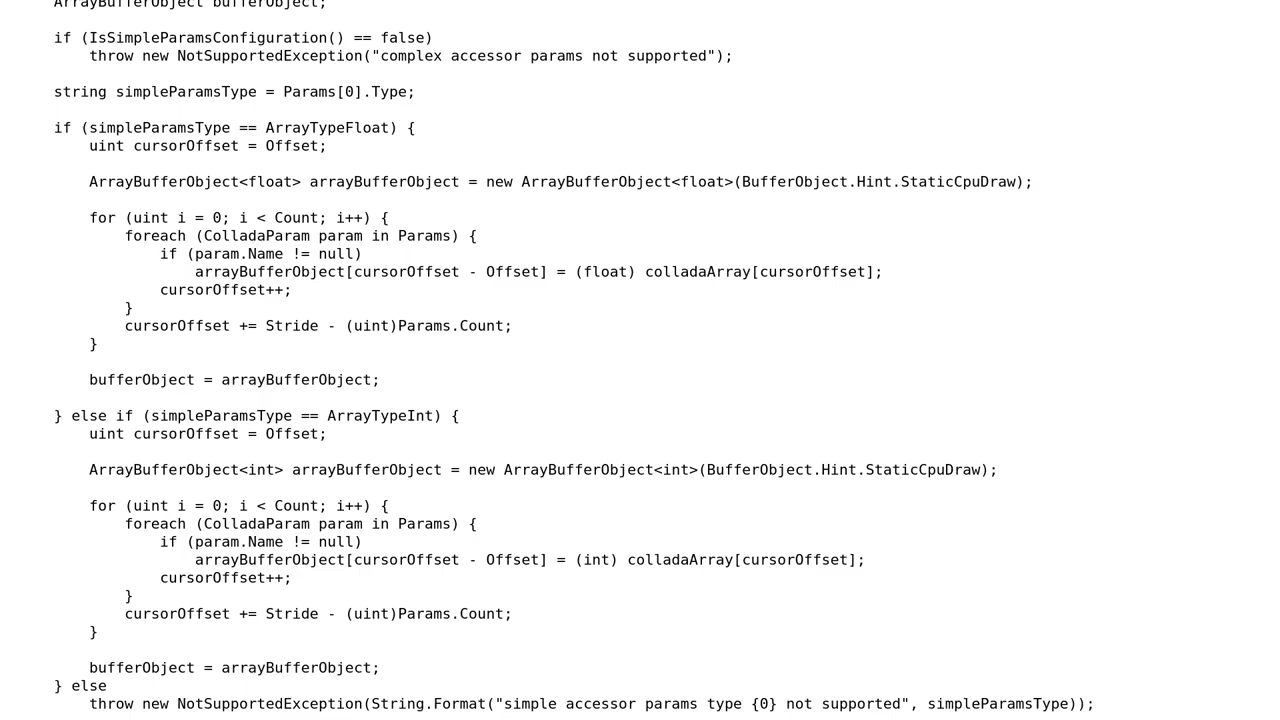 ArrayBufferObject bufferObject;
if (IsSimpleParamsConfiguration() == false)
throw new NotSupportedException("complex accessor params not supported");
string simpleParamsType = Params[0].Type;
if (simpleParamsType == ArrayTypeFloat) {
uint cursorOffset = Offset;
ArrayBufferObject<float> arrayBufferObject = new ArrayBufferObject<float>(BufferObject.Hint.StaticCpuDraw);
for (uint i = 0; i < Count; i++) {
foreach (ColladaParam param in Params) {
if (param.Name != null)
arrayBufferObject[cursorOffset - Offset] = (float) colladaArray[cursorOffset];
cursorOffset++;
}
cursorOffset += Stride - (uint)Params.Count;
}
bufferObject = arrayBufferObject;
} else if (simpleParamsType == ArrayTypeInt) {
uint cursorOffset = Offset;
ArrayBufferObject<int> arrayBufferObject = new ArrayBufferObject<int>(BufferObject.Hint.StaticCpuDraw);
for (uint i = 0; i < Count; i++) {
foreach (ColladaParam param in Params) {
if (param.Name != null)
arrayBufferObject[cursorOffset - Offset] = (int) colladaArray[cursorOffset];
cursorOffset++;
}
cursorOffset += Stride - (uint)Params.Count;
}
bufferObject = arrayBufferObject;
} else
throw new NotSupportedException(String.Format("simple accessor params type {0} not supported", simpleParamsType));